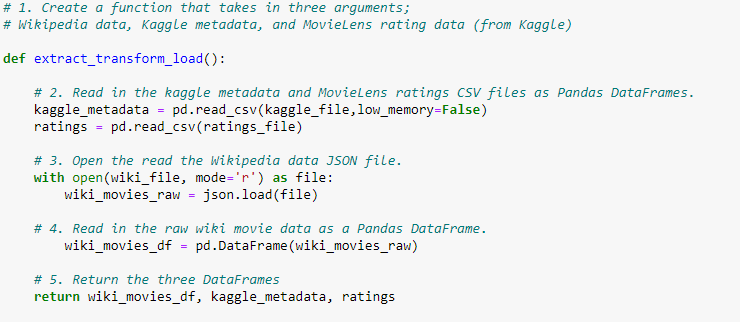 # 1. Create a function that takes in three arguments;
# Wikipedia data, Kaggle metadata, and MovieLens rating data (from Kaggle)
def extract_transform_load():
# 2. Read in the kaggle metadata and MovieLens ratings CSV files as Pandas DataFrames.
kaggle_metadata = pd.read_csv(kaggle_file,low_memory=False)
ratings = pd.read_csv(ratings_file)
# 3. Open the read the Wikipedia data JSON file.
with open(wiki_file, mode='r') as file:
wiki_movies_raw = json.load(file)
# 4. Read in the raw wiki movie data as a Pandas DataFrame.
wiki_movies_df = pd.DataFrame(wiki_movies_raw)
# 5. Return the three DataFrames
return wiki_movies_df, kaggle_metadata, ratings